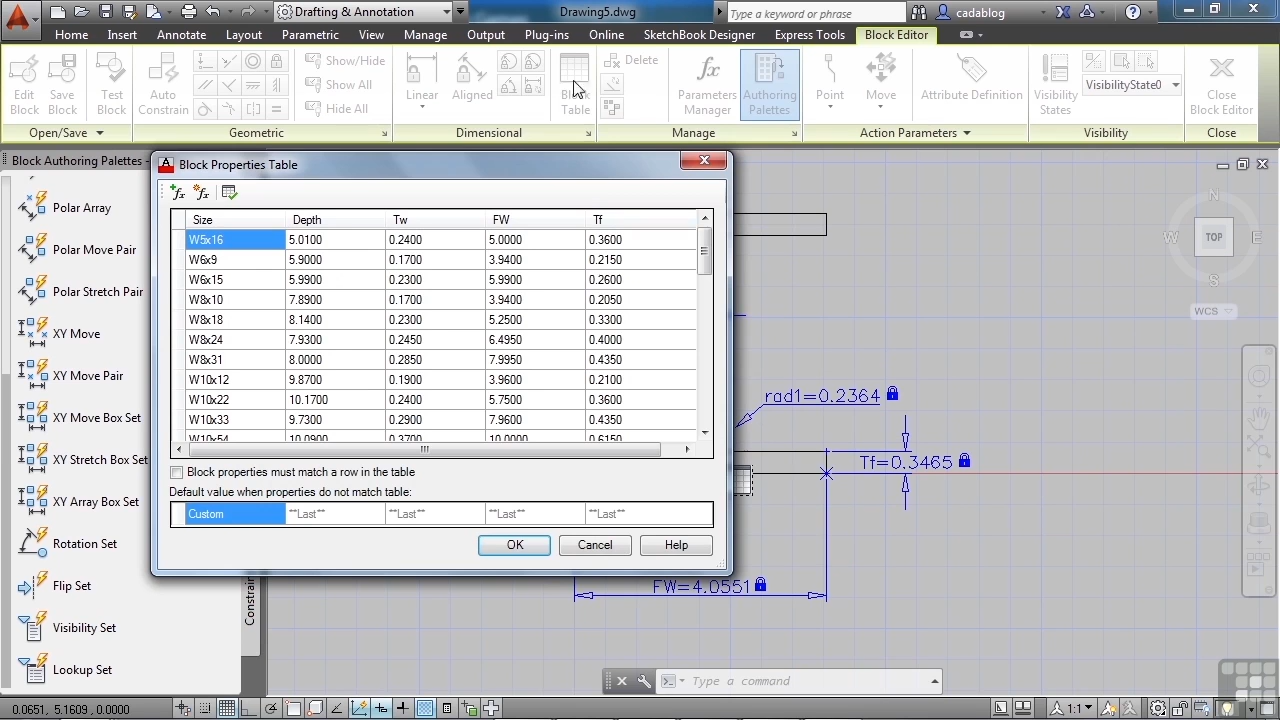 Drafting & Annotation
Drawing5.dwg
Type a keyword or phrase
cadablog
Home Insert Annotate Layout Parametric View Manage Output Plug-ins Online SketchBook Designer Express Tools Block Editor
Edit Block
Save Block
Test Block
Auto Constrain
Show/Hide
Show All
Hide All
Linear
Aligned
Block Table
Delete
Parameters Manager
Authoring Palettes
Point
Move
Attribute Definition
Visibility States
VisibilityState0
Close Block Editor
Open/Save Geometric Dimensional Manage Action Parameters Visibility Close
Block Authoring Palettes -
Polar Array
Polar Move Pair
Polar Stretch Pair
XY Move
XY Move Pair
XY Move Box Set
XY Stretch Box Set
XY Array Box Set
Rotation Set
Flip Set
Visibility Set
Lookup Set
Block Properties Table
Size Depth Tw FW Tf
W5x16 5.0100 0.2400 5.0000 0.3600
W6x9 5.9000 0.1700 3.9400 0.2150
W6x15 5.9900 0.2300 5.9900 0.2600
W8x10 7.8900 0.1700 3.9400 0.2050
W8x18 8.1400 0.2300 5.2500 0.3300
W8x24 7.9300 0.2450 6.4950 0.4000
W8x31 8.0000 0.2850 7.9950 0.4350
W10x12 9.8700 0.1900 3.9600 0.2100
W10x22 10.1700 0.2400 5.7500 0.3600
W10x33 9.7300 0.2900 7.9600 0.4350
W10x54 10.0900 0.3700 10.0000 0.6150
Block properties must match a row in the table
Default value when properties do not match table:
Custom **Last** **Last** **Last** **Last**
OK Cancel Help
N
W TOP E
S
WCS
rad1=0.2364
Tf=0.3465
FW=4.0551
Type a command
0.0651, 5.1609, 0.0000
1:1